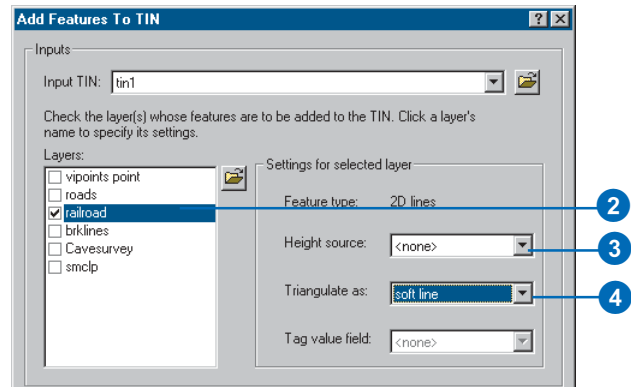 Add Features To TIN
Inputs
Input TIN: tin1
Check the layer(s) whose features are to be added to the TIN. Click a layer's
name to specify its settings.
Layers:
vipoints point
roads
railroad
brklines
Cavesurvey
smclp
Settings for selected layer
Feature type: 2D lines
2
Height source: <none>
3
Triangulate as: soft line
4
Tag value field: <none>